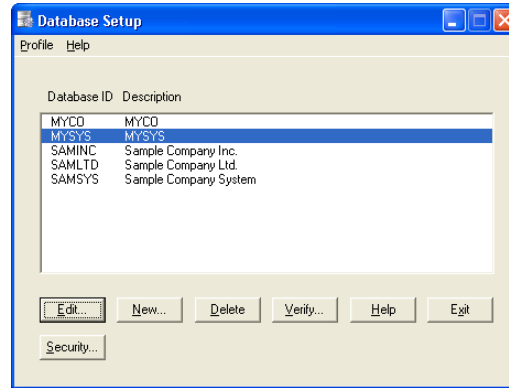 Database Setup
Profile Help
Database ID Description
MYCO MYCO
MYSYS MYSYS
SAMINC Sample Company Inc.
SAMLTD Sample Company Ltd.
SAMSYS Sample Company System
Edit... New... Delete Verify... Help Exit
Security...